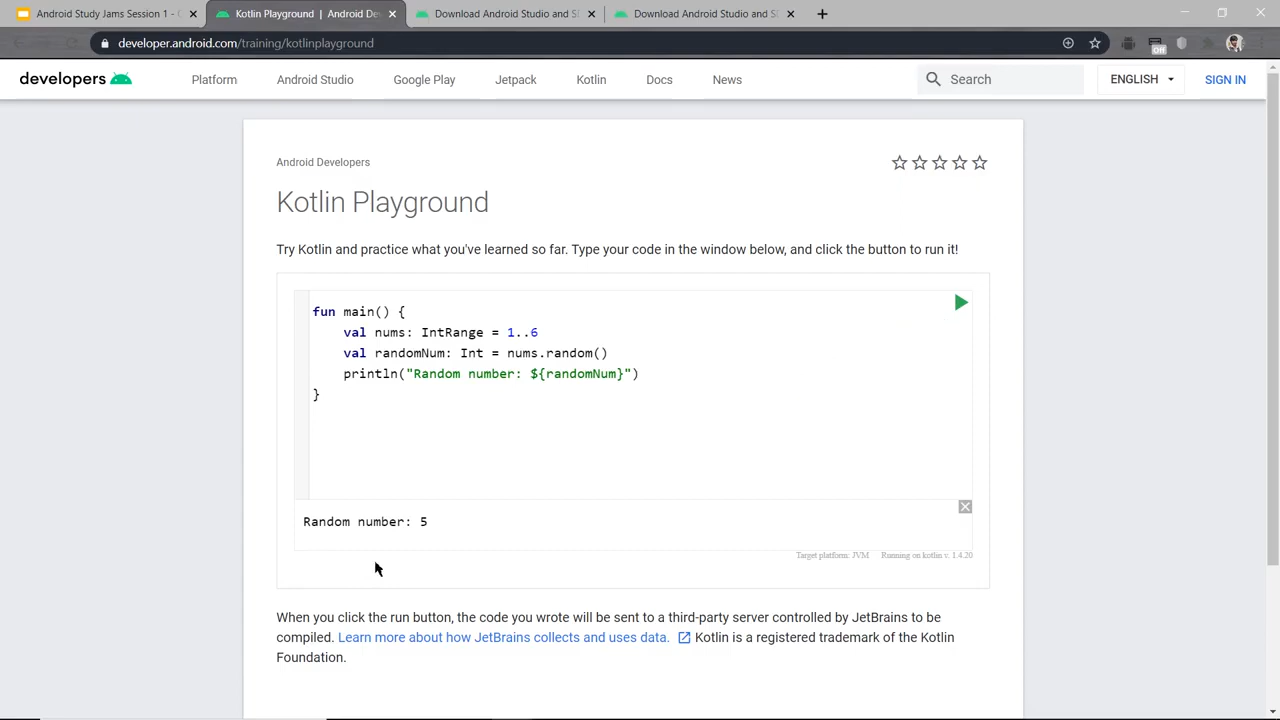 Android Study Jams Session 1 - G
Kotlin Playground | Android De
Download Android Studio and S
Download Android Studio and S
developer.android.com/training/kotlinplayground
Off
developers
Platform
Android Studio
Google Play
Jetpack
Kotlin
Docs
News
Search
ENGLISH
SIGN IN
Android Developers
Kotlin Playground
Try Kotlin and practice what you've learned so far. Type your code in the window below, and click the button to run it!
fun main() {
val nums: IntRange = 1..6
val randomNum: Int = nums.random()
println("Random number: ${randomNum}")
}
Random number: 5
Target platform: JVM
Running on kotlin v: 1.4.20
When you click the run button, the code you wrote will be sent to a third-party server controlled by JetBrains to be
compiled. Learn more about how JetBrains collects and uses data. Kotlin is a registered trademark of the Kotlin
Foundation.